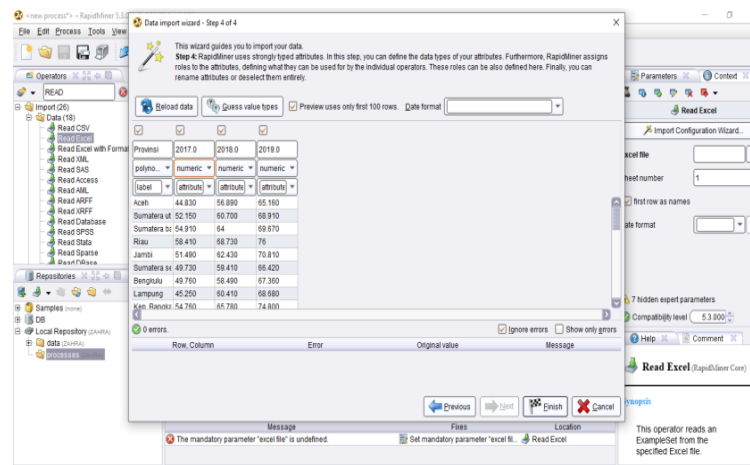 <new process*> – RapidMiner 5.3.0
File Edit Process Tools View
Operators
READ
Import (26)
Data (18)
Read CSV
Read Excel
Read Excel with Format
Read XML
Read SAS
Read Access
Read AML
Read ARFF
Read XRFF
Read Database
Read SPSS
Read Stata
Read Sparse
Read DBase
Repositories
Samples (none)
DB
Local Repository (ZAHRA)
data (ZAHRA)
processes
Data import wizard - Step 4 of 4
This wizard guides you to import your data.
Step 4: RapidMiner uses strongly typed attributes. In this step, you can define the data types of your attributes. Furthermore, RapidMiner assigns
roles to the attributes, defining what they can be used for by the individual operators. These roles can be also defined here. Finally, you can
rename attributes or deselect them entirely.
Reload data Guess value types Preview uses only first 100 rows. Date format
Provinsi 2017.0 2018.0 2019.0
polyno... numeric numeric numeric
label attribute attribute attribute
Aceh 44.830 56.890 65.160
Sumatera ut 52.150 60.700 68.910
Sumatera ba 54.910 64 69.670
Riau 58.410 68.730 76
Jambi 51.490 62.430 70.810
Sumatera se 49.730 59.410 66.420
Bengkulu 49.760 58.490 67.360
Lampung 45.250 60.410 68.680
Kep. Bangka 54.760 65.780 74.800
0 errors. Ignore errors Show only errors
Row, Column Error Original value Message
Previous Next Finish Cancel
Message Fixes Location
The mandatory parameter "excel file" is undefined. Set mandatory parameter "excel fil... Read Excel
Parameters Context
Read Excel
Import Configuration Wizard...
excel file
sheet number 1
first row as names
date format
7 hidden expert parameters
Compatibility level 5.3.000
Help Comment
Read Excel (RapidMiner Core)
Synopsis
This operator reads an
ExampleSet from the
specified Excel file.